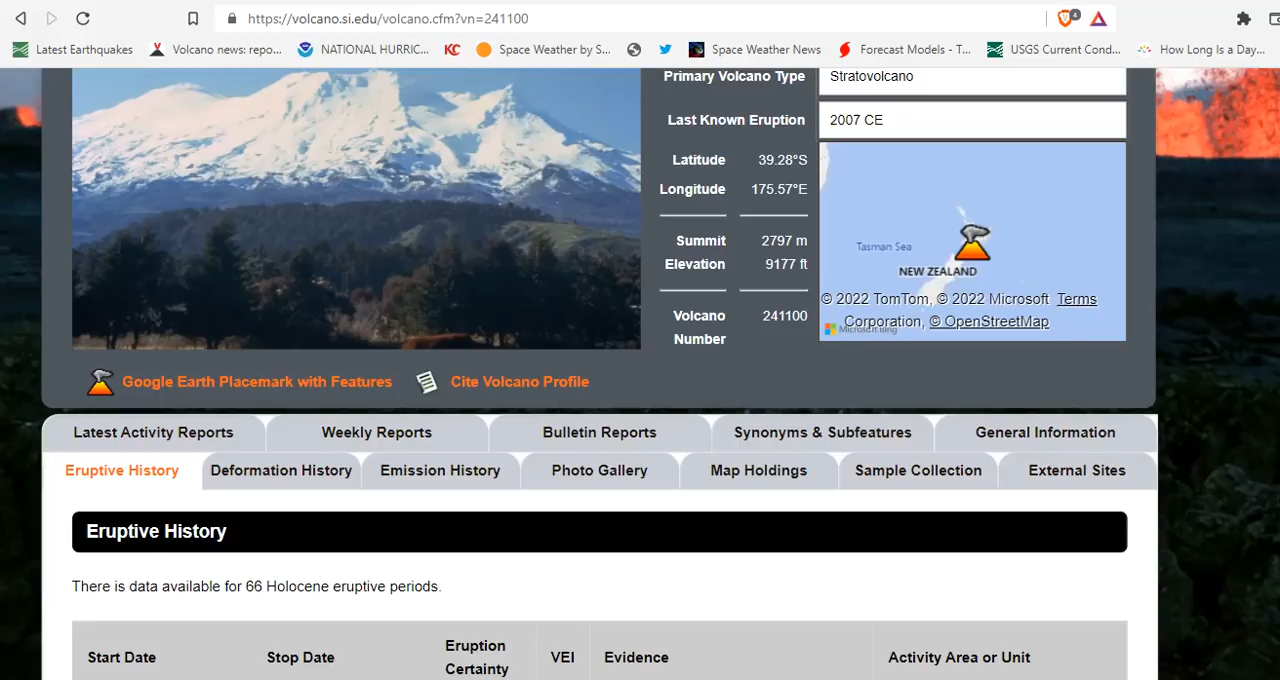 https://volcano.si.edu/volcano.cfm?vn=241100
4
Latest Earthquakes
Volcano news: repo...
NATIONAL HURRIC...
KC
Space Weather by S...
Space Weather News
Forecast Models - T...
USGS Current Cond...
How Long Is a Day...
Primary Volcano Type
Stratovolcano
Last Known Eruption
2007 CE
Latitude 39.28°S
Longitude 175.57°E
Summit 2797 m
Elevation 9177 ft
Volcano 241100
Number
Tasman Sea
NEW ZEALAND
© 2022 TomTom, © 2022 Microsoft Terms
Corporation, © OpenStreetMap
Microsoft Bing
Google Earth Placemark with Features
Cite Volcano Profile
Latest Activity Reports
Weekly Reports
Bulletin Reports
Synonyms & Subfeatures
General Information
Eruptive History
Deformation History
Emission History
Photo Gallery
Map Holdings
Sample Collection
External Sites
Eruptive History
There is data available for 66 Holocene eruptive periods.
Start Date
Stop Date
Eruption
Certainty
VEI
Evidence
Activity Area or Unit